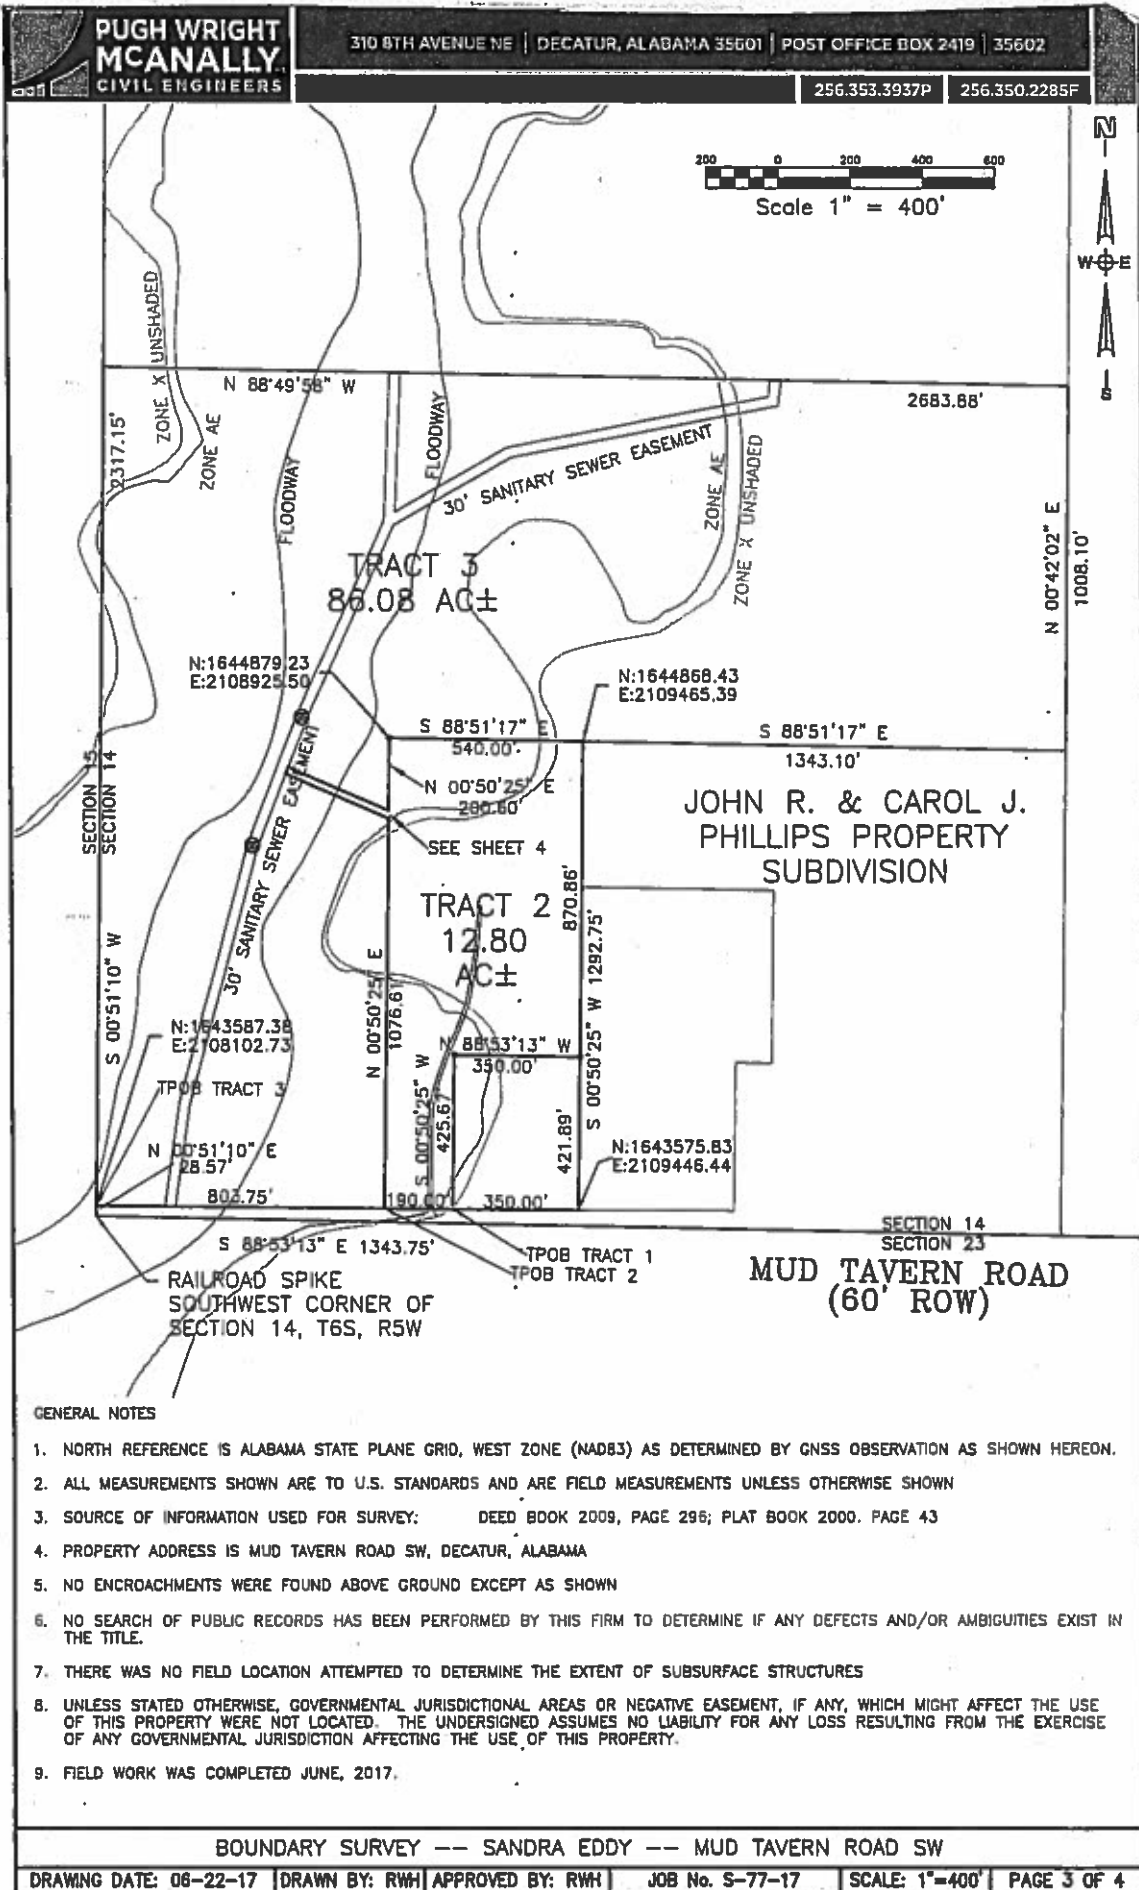 PUGH WRIGHT
MCANALLY
CIVIL ENGINEERS
310 8TH AVENUE NE | DECATUR, ALABAMA 35601 | POST OFFICE BOX 2419 | 35602
256.353.3937P | 256.350.2285F
N
W E
S
200 0 200 400 600
Scale 1" = 400'
ZONE X UNSHADED
ZONE AE
N 88°49'58" W
2683.88'
2317.15'
FLOODWAY
FLOODWAY
30' SANITARY SEWER EASEMENT
ZONE AE
ZONE X UNSHADED
N 00°42'02" E
1008.10'
TRACT 3
86.08 AC±
N:1644879.23
E:2108925.50
N:1644868.43
E:2109465.39
S 88°51'17" E
540.00'
S 88°51'17" E
1343.10'
N 00°50'25" E
280.60'
SEE SHEET 4
SECTION 15
SECTION 14
30' SANITARY SEWER EASEMENT
JOHN R. & CAROL J.
PHILLIPS PROPERTY
SUBDIVISION
TRACT 2
12.80
AC±
870.86'
S 00°50'25" W 1292.75'
S 00°51'10" W
N 00°50'25" E
1076.61
N:1643587.38
E:2108102.73
TPOB TRACT 3
N 88°53'13" W
350.00'
S 00°50'25" W
425.67
421.89'
N:1643575.83
E:2109446.44
N 00°51'10" E
28.57'
803.75'
190.00'
350.00'
S 88°53'13" E 1343.75'
TPOB TRACT 1
TPOB TRACT 2
SECTION 14
SECTION 23
MUD TAVERN ROAD
(60' ROW)
RAILROAD SPIKE
SOUTHWEST CORNER OF
SECTION 14, T6S, R5W
GENERAL NOTES
1. NORTH REFERENCE IS ALABAMA STATE PLANE GRID, WEST ZONE (NAD83) AS DETERMINED BY GNSS OBSERVATION AS SHOWN HEREON.
2. ALL MEASUREMENTS SHOWN ARE TO U.S. STANDARDS AND ARE FIELD MEASUREMENTS UNLESS OTHERWISE SHOWN
3. SOURCE OF INFORMATION USED FOR SURVEY: DEED BOOK 2009, PAGE 296; PLAT BOOK 2000. PAGE 43
4. PROPERTY ADDRESS IS MUD TAVERN ROAD SW, DECATUR, ALABAMA
5. NO ENCROACHMENTS WERE FOUND ABOVE GROUND EXCEPT AS SHOWN
6. NO SEARCH OF PUBLIC RECORDS HAS BEEN PERFORMED BY THIS FIRM TO DETERMINE IF ANY DEFECTS AND/OR AMBIGUITIES EXIST IN
THE TITLE.
7. THERE WAS NO FIELD LOCATION ATTEMPTED TO DETERMINE THE EXTENT OF SUBSURFACE STRUCTURES
8. UNLESS STATED OTHERWISE, GOVERNMENTAL JURISDICTIONAL AREAS OR NEGATIVE EASEMENT, IF ANY, WHICH MIGHT AFFECT THE USE
OF THIS PROPERTY WERE NOT LOCATED. THE UNDERSIGNED ASSUMES NO LIABILITY FOR ANY LOSS RESULTING FROM THE EXERCISE
OF ANY GOVERNMENTAL JURISDICTION AFFECTING THE USE OF THIS PROPERTY.
9. FIELD WORK WAS COMPLETED JUNE, 2017.
BOUNDARY SURVEY -- SANDRA EDDY -- MUD TAVERN ROAD SW
DRAWING DATE: 06-22-17 | DRAWN BY: RWH | APPROVED BY: RWH | JOB No. S-77-17 | SCALE: 1"=400' | PAGE 3 OF 4